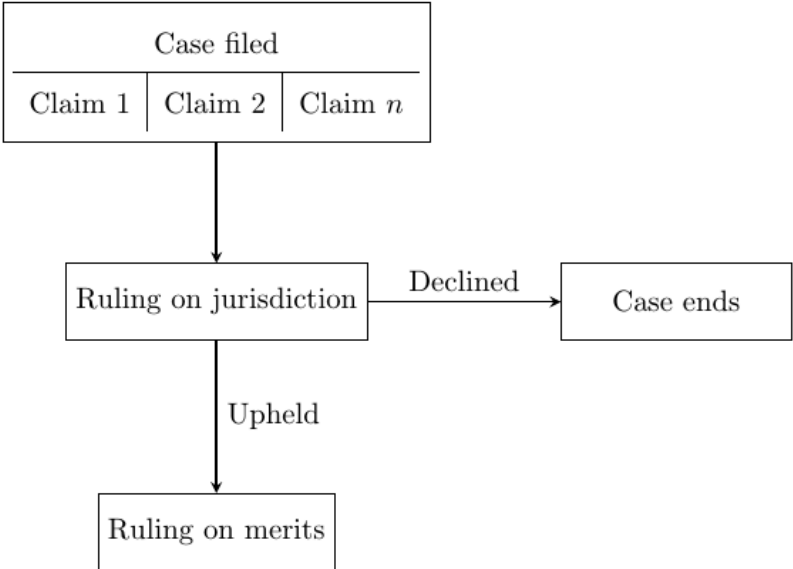 Case filed
Claim 1 Claim 2 Claim n
Ruling on jurisdiction
Declined
Case ends
Upheld
Ruling on merits